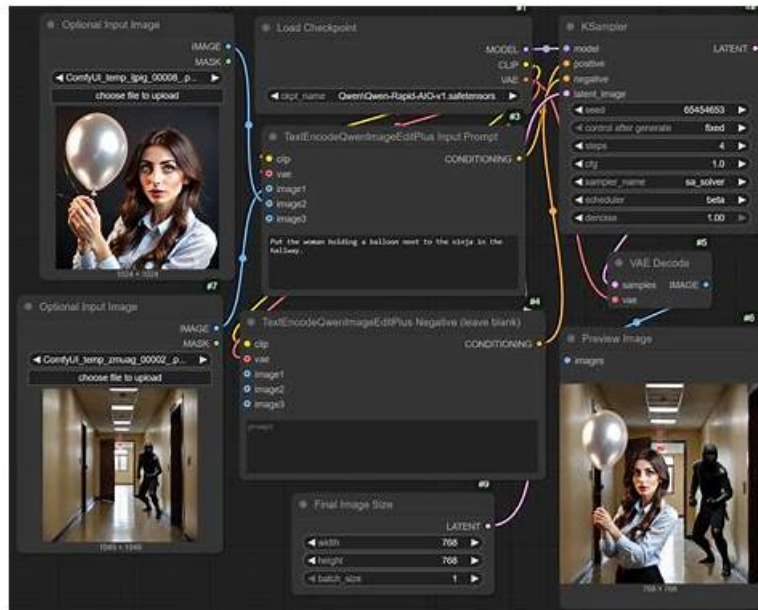 Optional Input Image
IMAGE
MASK
ComfyUI_temp_ljpig_00008_.p...
choose file to upload
1024 × 1024
#7
Optional Input Image
IMAGE
MASK
ComfyUI_temp_zmuag_00002_.p...
choose file to upload
Load Checkpoint
MODEL
CLIP
VAE
ckpt_name Qwen\Qwen-Rapid-AIO-v1.safetensors
#3
TextEncodeQwenImageEditPlus Input Prompt
clip CONDITIONING
vae
image1
image2
image3
Put the woman holding a balloon next to the ninja in the
hallway.
#4
TextEncodeQwenImageEditPlus Negative (leave blank)
clip CONDITIONING
vae
image1
image2
image3
prompt
#9
Final Image Size
LATENT
width 768
height 768
batch_size 1
KSampler
model LATENT
positive
negative
latent_image
seed 65454653
control after generate fixed
steps 4
cfg 1.0
sampler_name sa_solver
scheduler beta
denoise 1.00
#5
VAE Decode
samples IMAGE
vae
#6
Preview Image
images
768 × 768